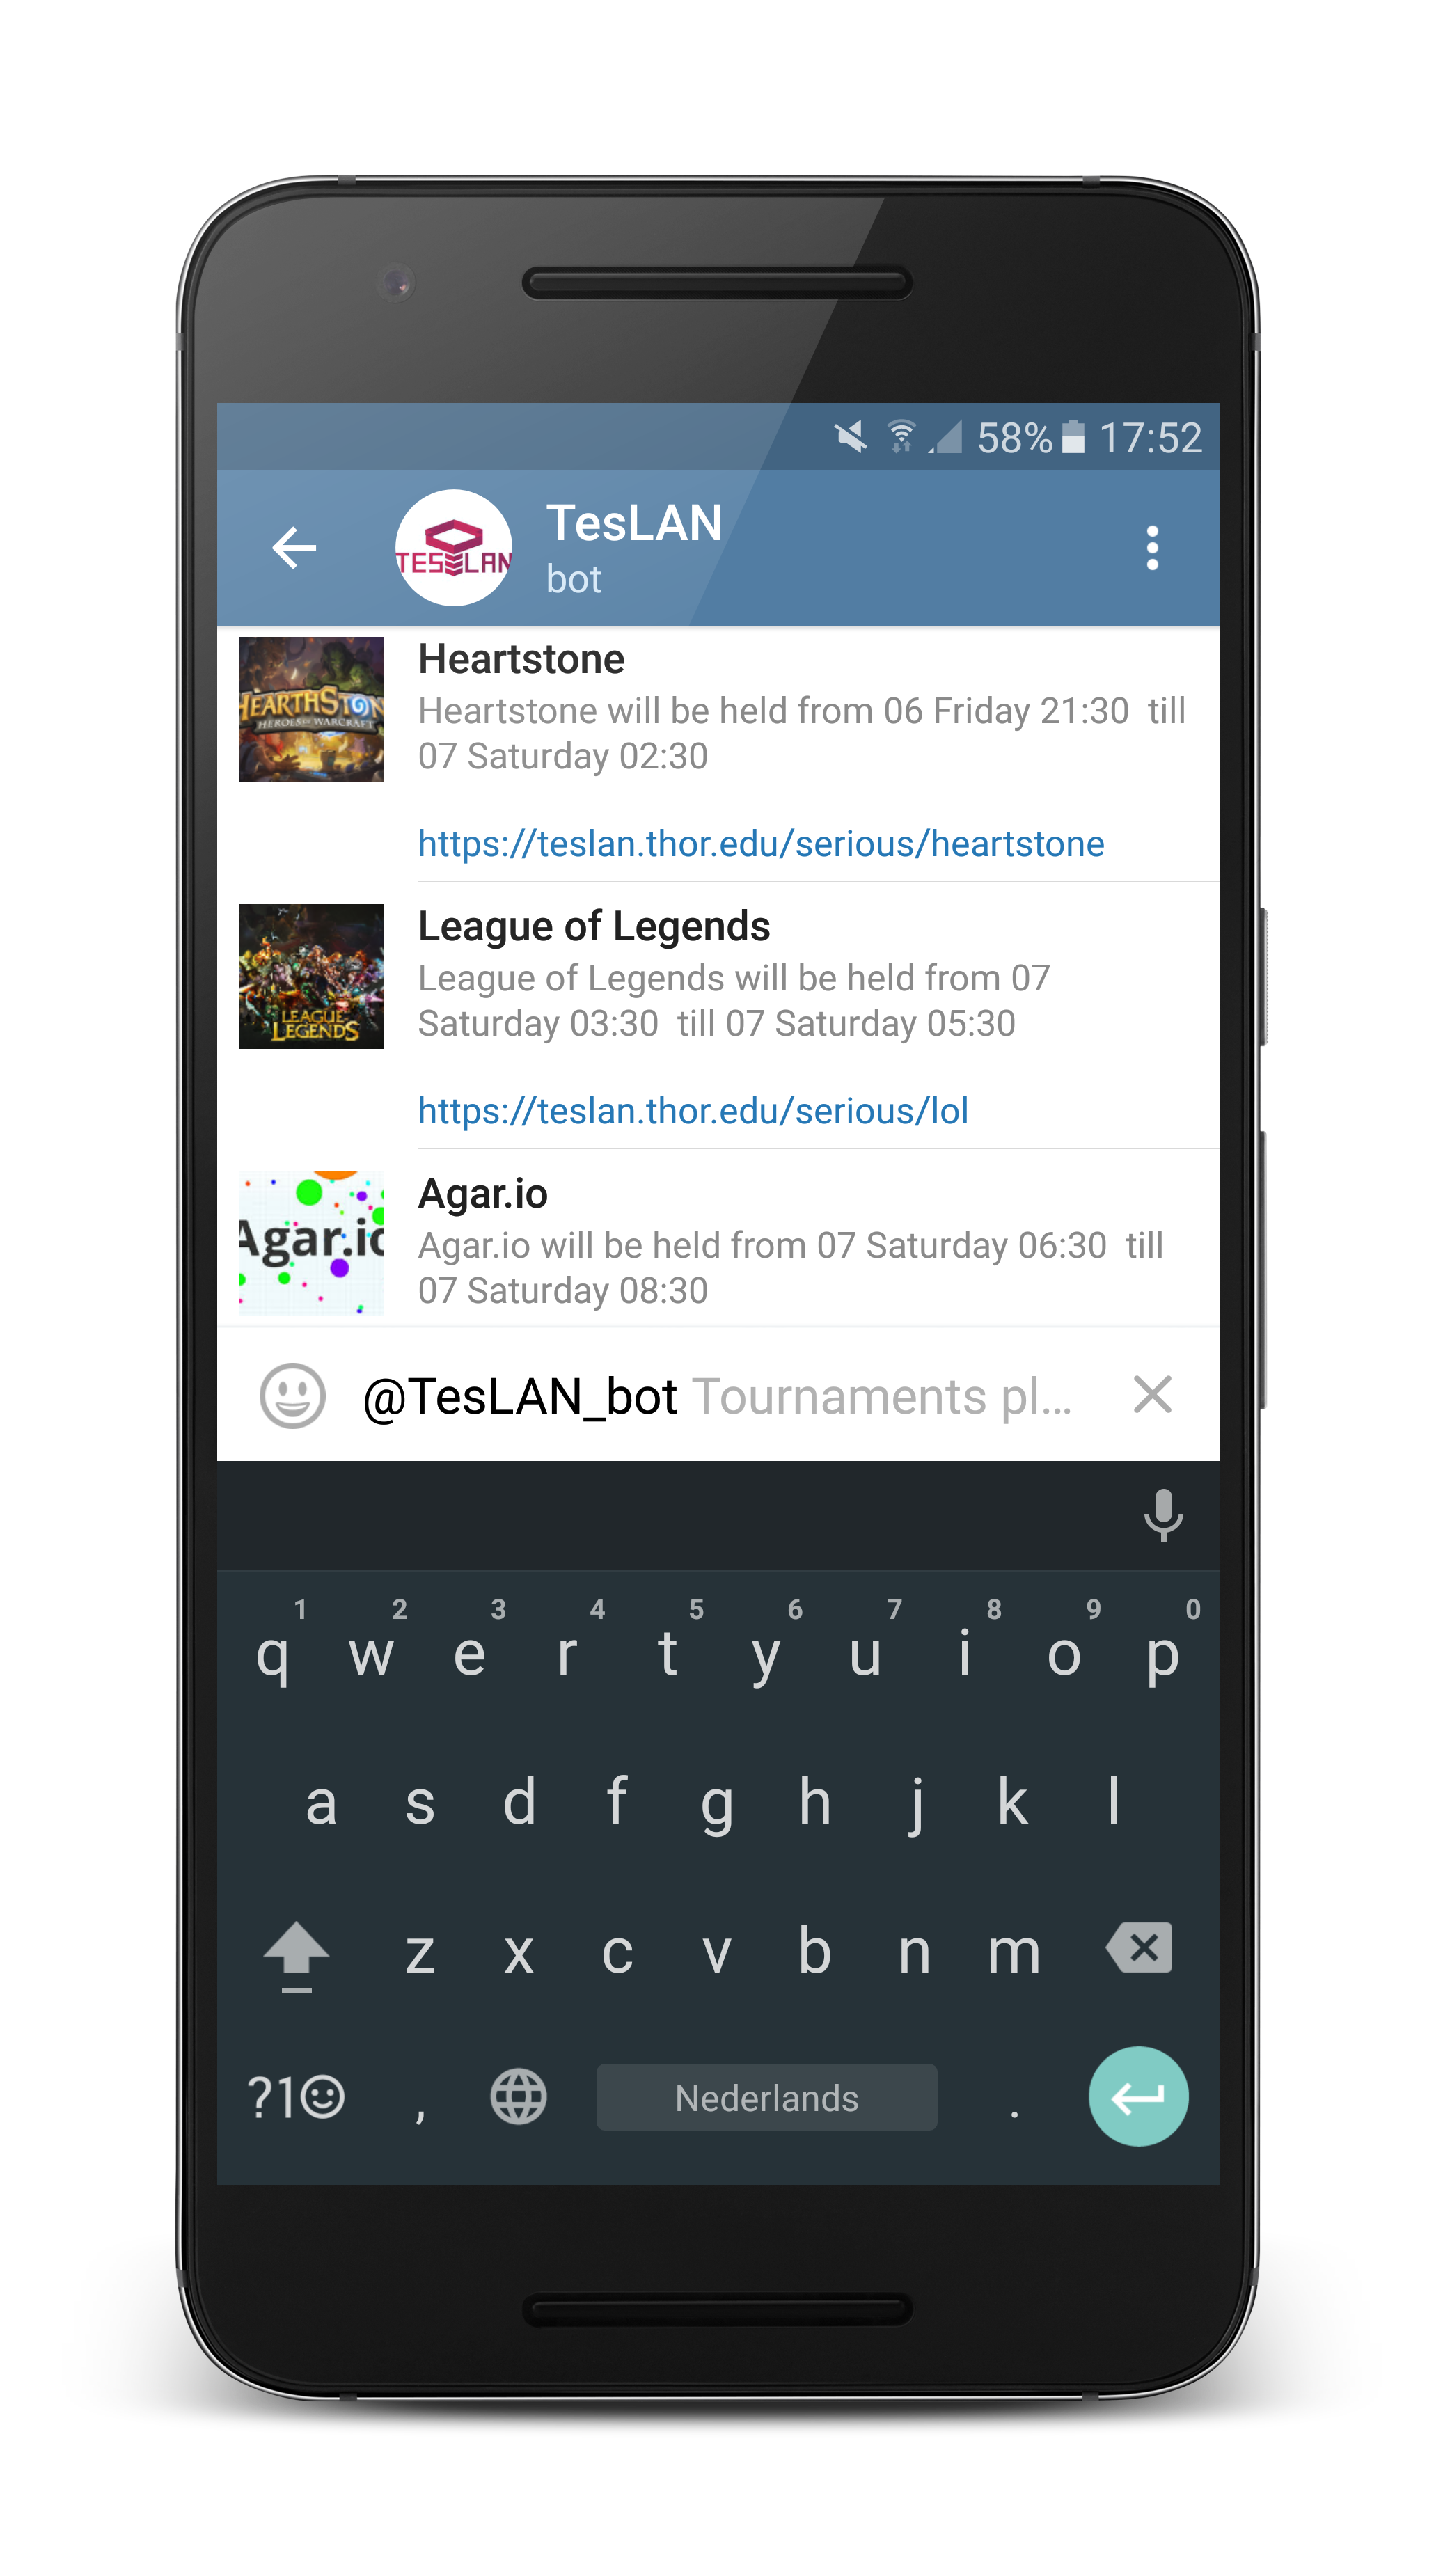 58% 17:52
TESLAN
TesLAN
bot
HEARTHSTON
HEROES OF WARCRAFT
Heartstone
Heartstone will be held from 06 Friday 21:30 till
07 Saturday 02:30
https://teslan.thor.edu/serious/heartstone
LEAGUE OF
LEGENDS
League of Legends
League of Legends will be held from 07
Saturday 03:30 till 07 Saturday 05:30
https://teslan.thor.edu/serious/lol
Agar.io
Agar.io
Agar.io will be held from 07 Saturday 06:30 till
07 Saturday 08:30
@TesLAN_bot Tournaments pl...
1 2 3 4 5 6 7 8 9 0
q w e r t y u i o p
a s d f g h j k l
z x c v b n m
?1 , Nederlands .